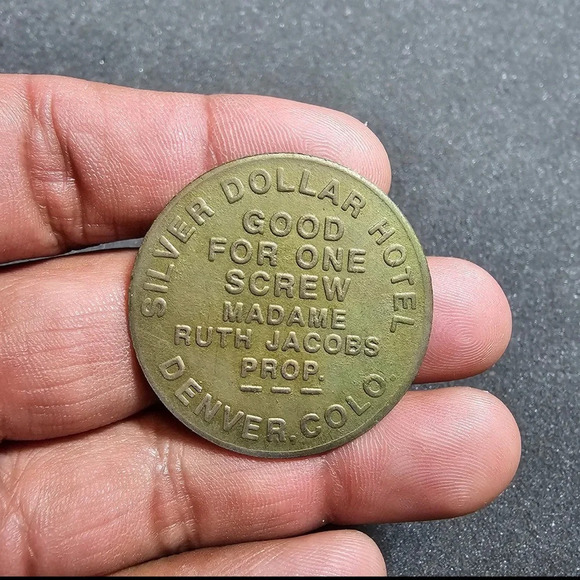 SILVER DOLLAR HOTEL
GOOD
FOR ONE
SCREW
MADAME
RUTH JACOBS
PROP.
DENVER, COLO